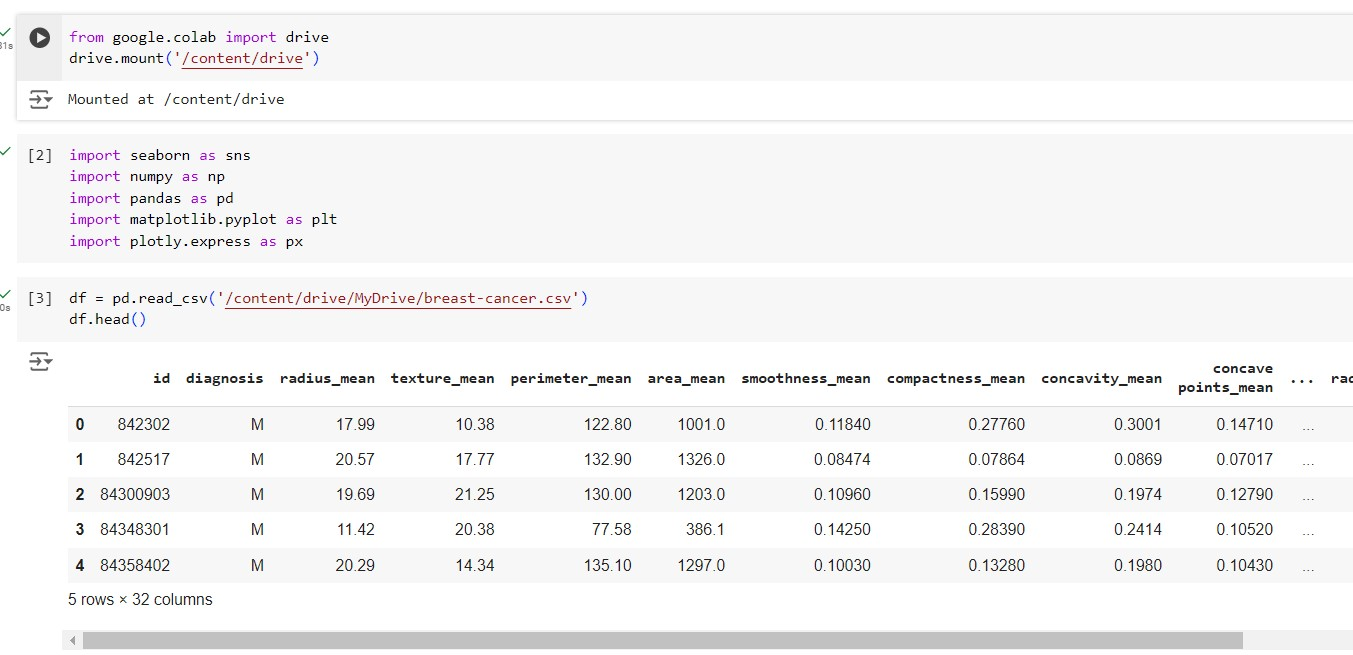 from google.colab import drive
drive.mount('/content/drive')
Mounted at /content/drive
[2] import seaborn as sns
import numpy as np
import pandas as pd
import matplotlib.pyplot as plt
import plotly.express as px
[3] df = pd.read_csv('/content/drive/MyDrive/breast-cancer.csv')
df.head()
id diagnosis radius_mean texture_mean perimeter_mean area_mean smoothness_mean compactness_mean concavity_mean concave points_mean ...
0 842302 M 17.99 10.38 122.80 1001.0 0.11840 0.27760 0.3001 0.14710 ...
1 842517 M 20.57 17.77 132.90 1326.0 0.08474 0.07864 0.0869 0.07017 ...
2 84300903 M 19.69 21.25 130.00 1203.0 0.10960 0.15990 0.1974 0.12790 ...
3 84348301 M 11.42 20.38 77.58 386.1 0.14250 0.28390 0.2414 0.10520 ...
4 84358402 M 20.29 14.34 135.10 1297.0 0.10030 0.13280 0.1980 0.10430 ...
5 rows × 32 columns